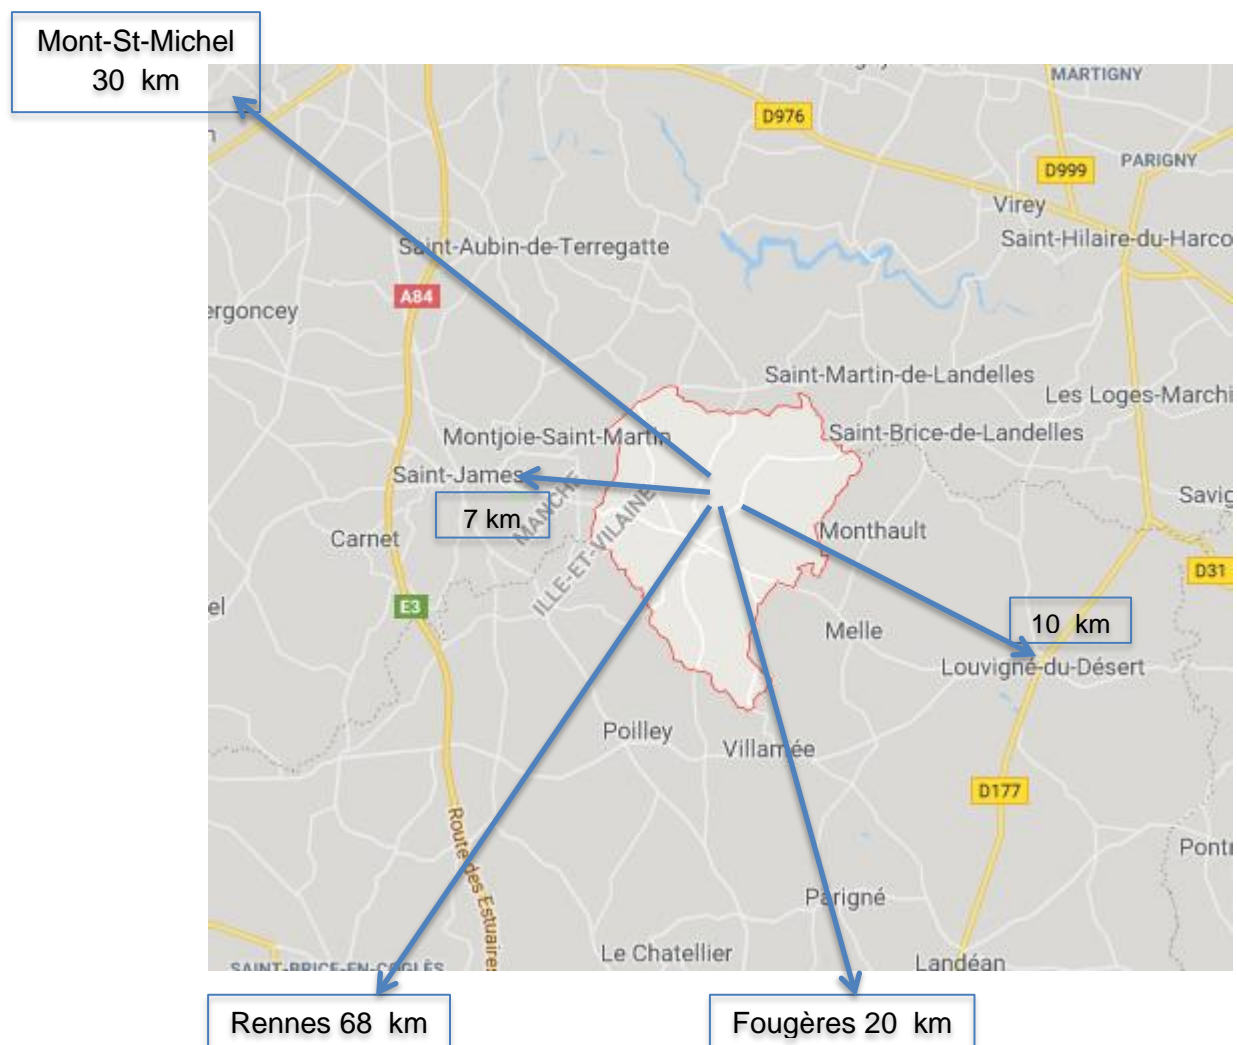 Mont-St-Michel
30 km
MARTIGNY
D976
PARIGNY
D999
Virey
Saint-Hilaire-du-Harco
Saint-Aubin-de-Terregatte
A84
ergoncey
Saint-Martin-de-Landelles
Les Loges-Marchi
Montjoie-Saint-Martin
Saint-Brice-de-Landelles
Saint-James
MANCHE
ILLE-ET-VILAINE
Savig
7 km
Carnet
Monthault
D31
E3
el
10 km
Melle
Louvigné-du-Désert
Poilley
Villamée
D177
Route des Estuaires
Pontr
Parigné
Le Chatellier
Landéan
SAINT-BRICE-EN-COGLÈS
Rennes 68 km
Fougères 20 km